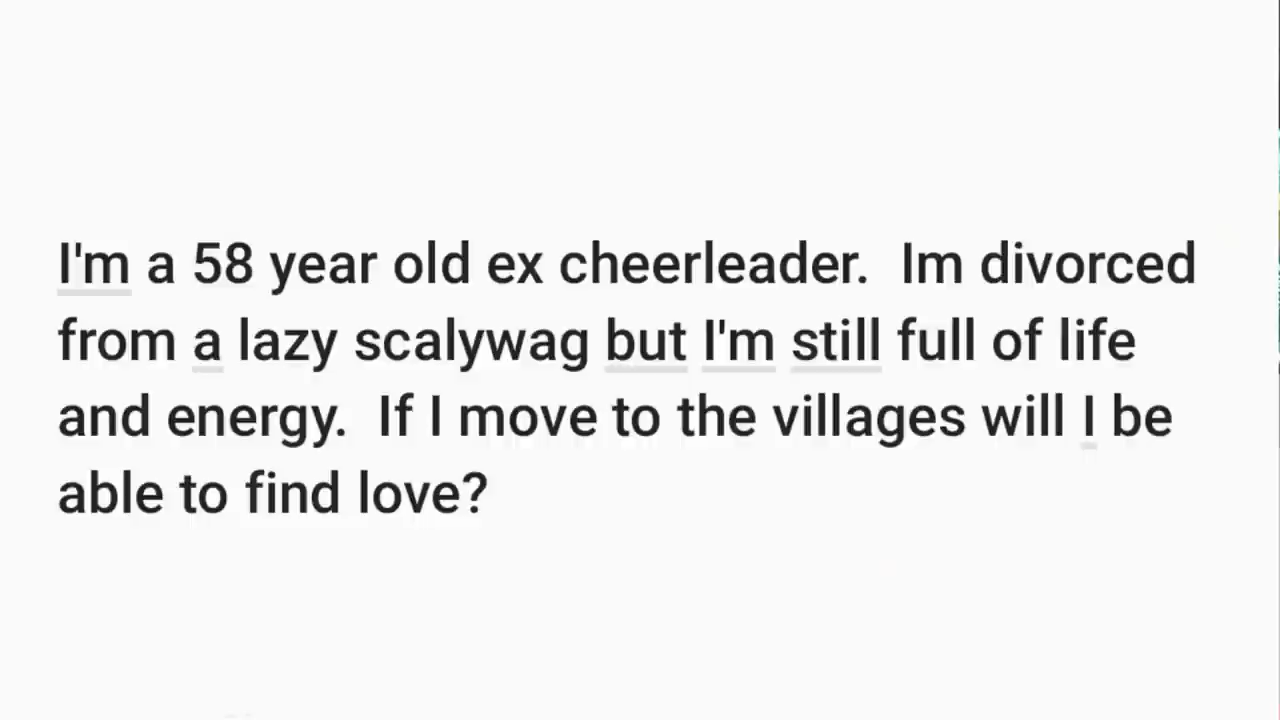 I'm a 58 year old ex cheerleader.  Im divorced
from a lazy scalywag but I'm still full of life
and energy.  If I move to the villages will I be
able to find love?